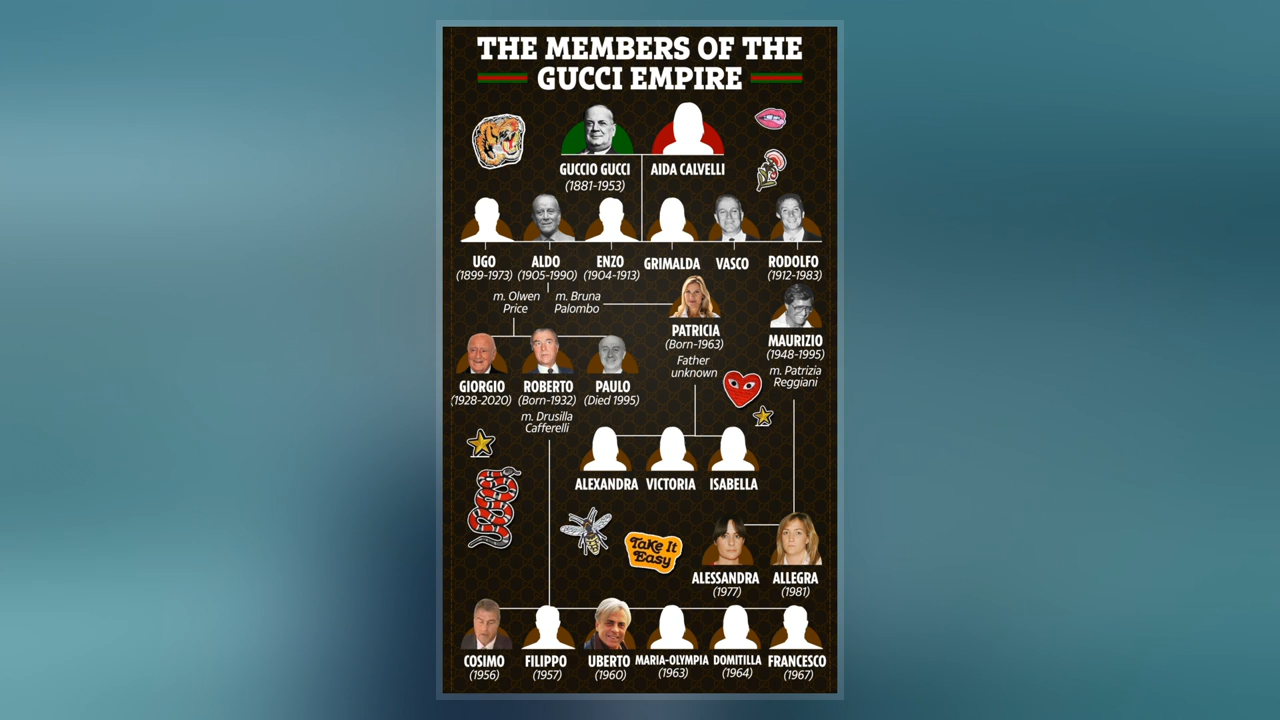 THE MEMBERS OF THE
GUCCI EMPIRE
GUCCIO GUCCI
(1881-1953)
AIDA CALVELLI
UGO
(1899-1973)
ALDO
(1905-1990)
ENZO
(1904-1913)
GRIMALDA
VASCO
RODOLFO
(1912-1983)
m. Olwen
Price
m. Bruna
Palombo
PATRICIA
(Born-1963)
Father
unknown
MAURIZIO
(1948-1995)
m. Patrizia
Reggiani
GIORGIO
(1928-2020)
ROBERTO
(Born-1932)
m. Drusilla
Cafferelli
PAULO
(Died 1995)
ALEXANDRA
VICTORIA
ISABELLA
Take It
Easy
ALESSANDRA
(1977)
ALLEGRA
(1981)
COSIMO
(1956)
FILIPPO
(1957)
UBERTO
(1960)
MARIA-OLYMPIA
(1963)
DOMITILLA
(1964)
FRANCESCO
(1967)